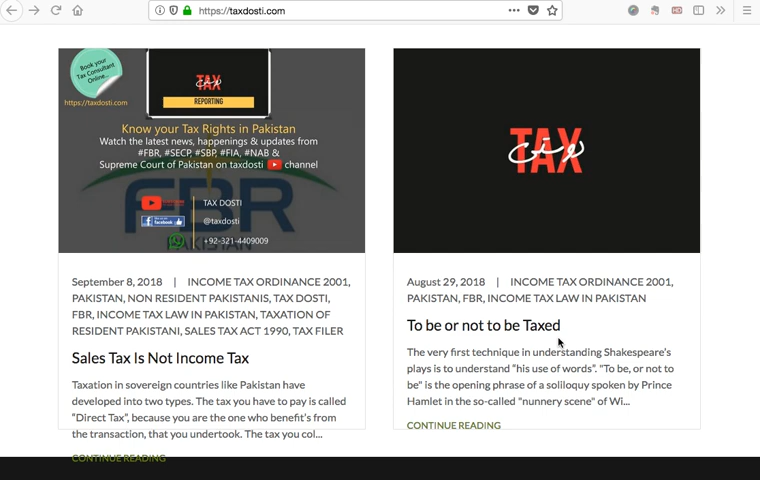 https://taxdosti.com
Book your
Tax Consultant
Online...
https://taxdosti.com
TAX
دوستی
REPORTING
Know your Tax Rights in Pakistan
Watch the latest news, happenings & updates from
#FBR, #SECP, #SBP, #FIA, #NAB &
Supreme Court of Pakistan on taxdosti channel
FBR
PAKISTAN
TAX DOSTI
@taxdosti
+92-321-4409009
September 8, 2018 | INCOME TAX ORDINANCE 2001,
PAKISTAN, NON RESIDENT PAKISTANIS, TAX DOSTI,
FBR, INCOME TAX LAW IN PAKISTAN, TAXATION OF
RESIDENT PAKISTANI, SALES TAX ACT 1990, TAX FILER
Sales Tax Is Not Income Tax
Taxation in sovereign countries like Pakistan have
developed into two types. The tax you have to pay is called
"Direct Tax", because you are the one who benefit's from
the transaction, that you undertook. The tax you col...
CONTINUE READING
TAX
دوستی
August 29, 2018 | INCOME TAX ORDINANCE 2001,
PAKISTAN, FBR, INCOME TAX LAW IN PAKISTAN
To be or not to be Taxed
The very first technique in understanding Shakespeare's
plays is to understand "his use of words". "To be, or not to
be" is the opening phrase of a soliloquy spoken by Prince
Hamlet in the so-called "nunnery scene" of Wi...
CONTINUE READING